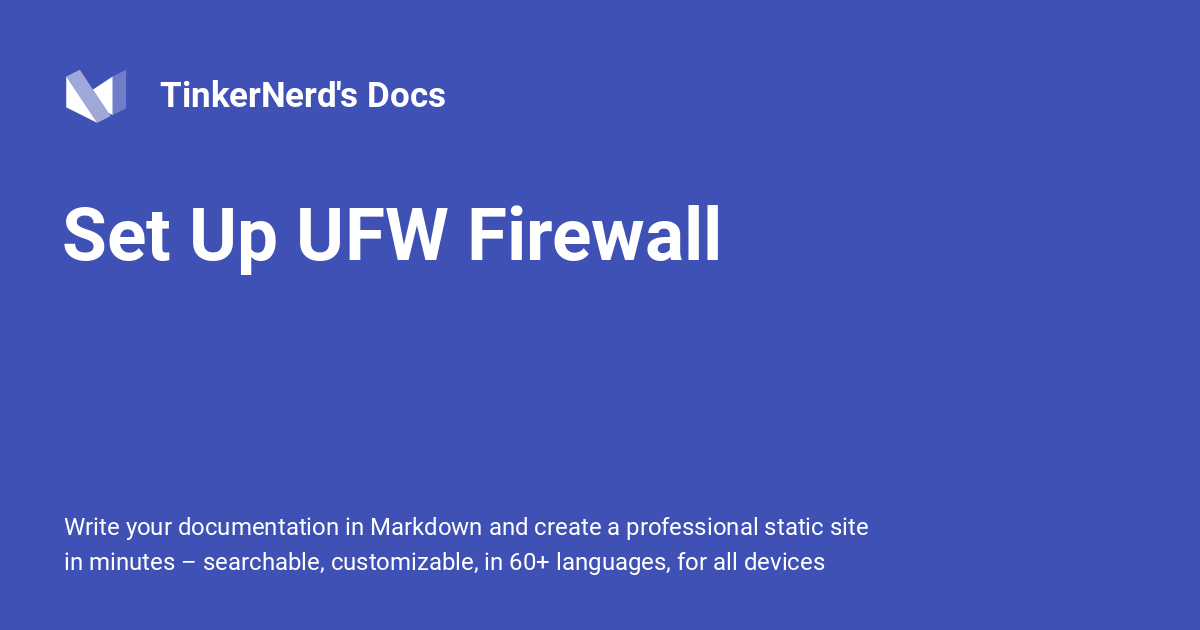 TinkerNerd's Docs
Set Up UFW Firewall
Write your documentation in Markdown and create a professional static site
in minutes – searchable, customizable, in 60+ languages, for all devices